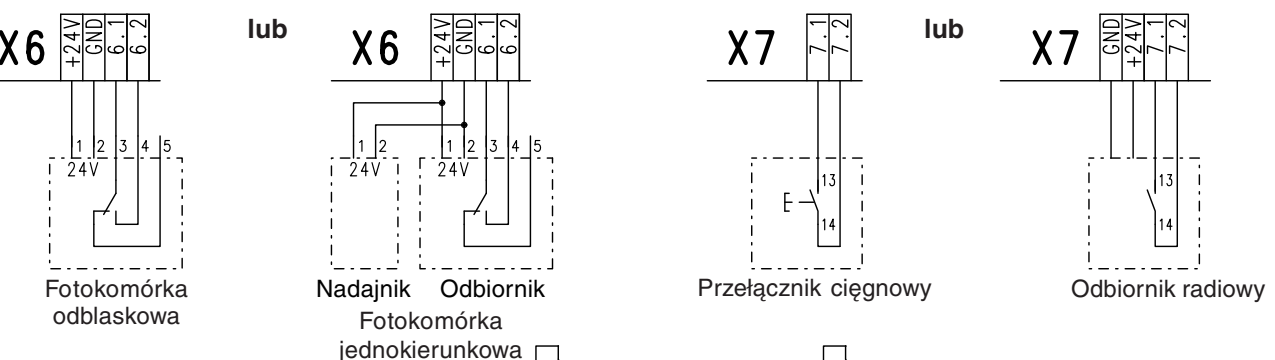 X6 +24V GND 6.1 6.2
lub
X6 +24V GND 6.1 6.2
X7 7.1 7.2
lub
X7 GND +24V 7.1 7.2
1 2 3 4 5
24V
1 2
24V
1 2 3 4 5
24V
13
14
13
14
Fotokomórka
odblaskowa
Nadajnik
Odbiornik
Fotokomórka
jednokierunkowa
Przełącznik cięgnowy
Odbiornik radiowy